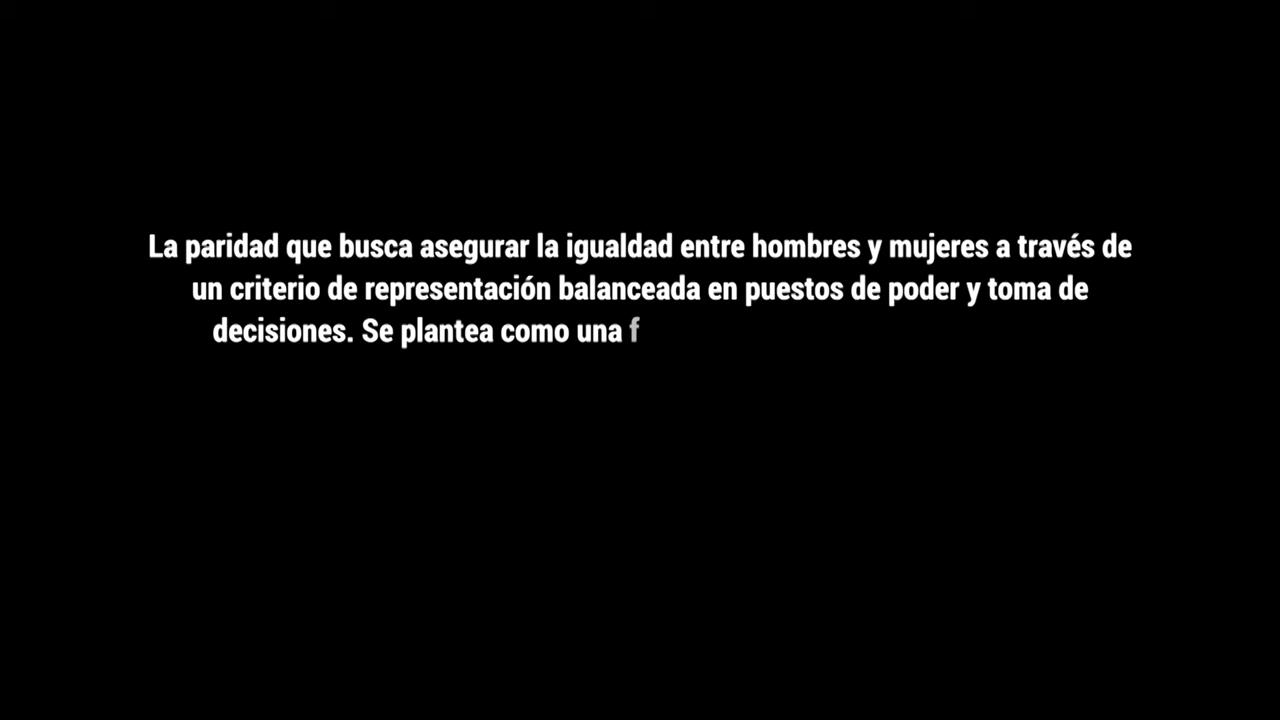 La paridad que busca asegurar la igualdad entre hombres y mujeres a través de
un criterio de representación balanceada en puestos de poder y toma de
decisiones. Se plantea como una f